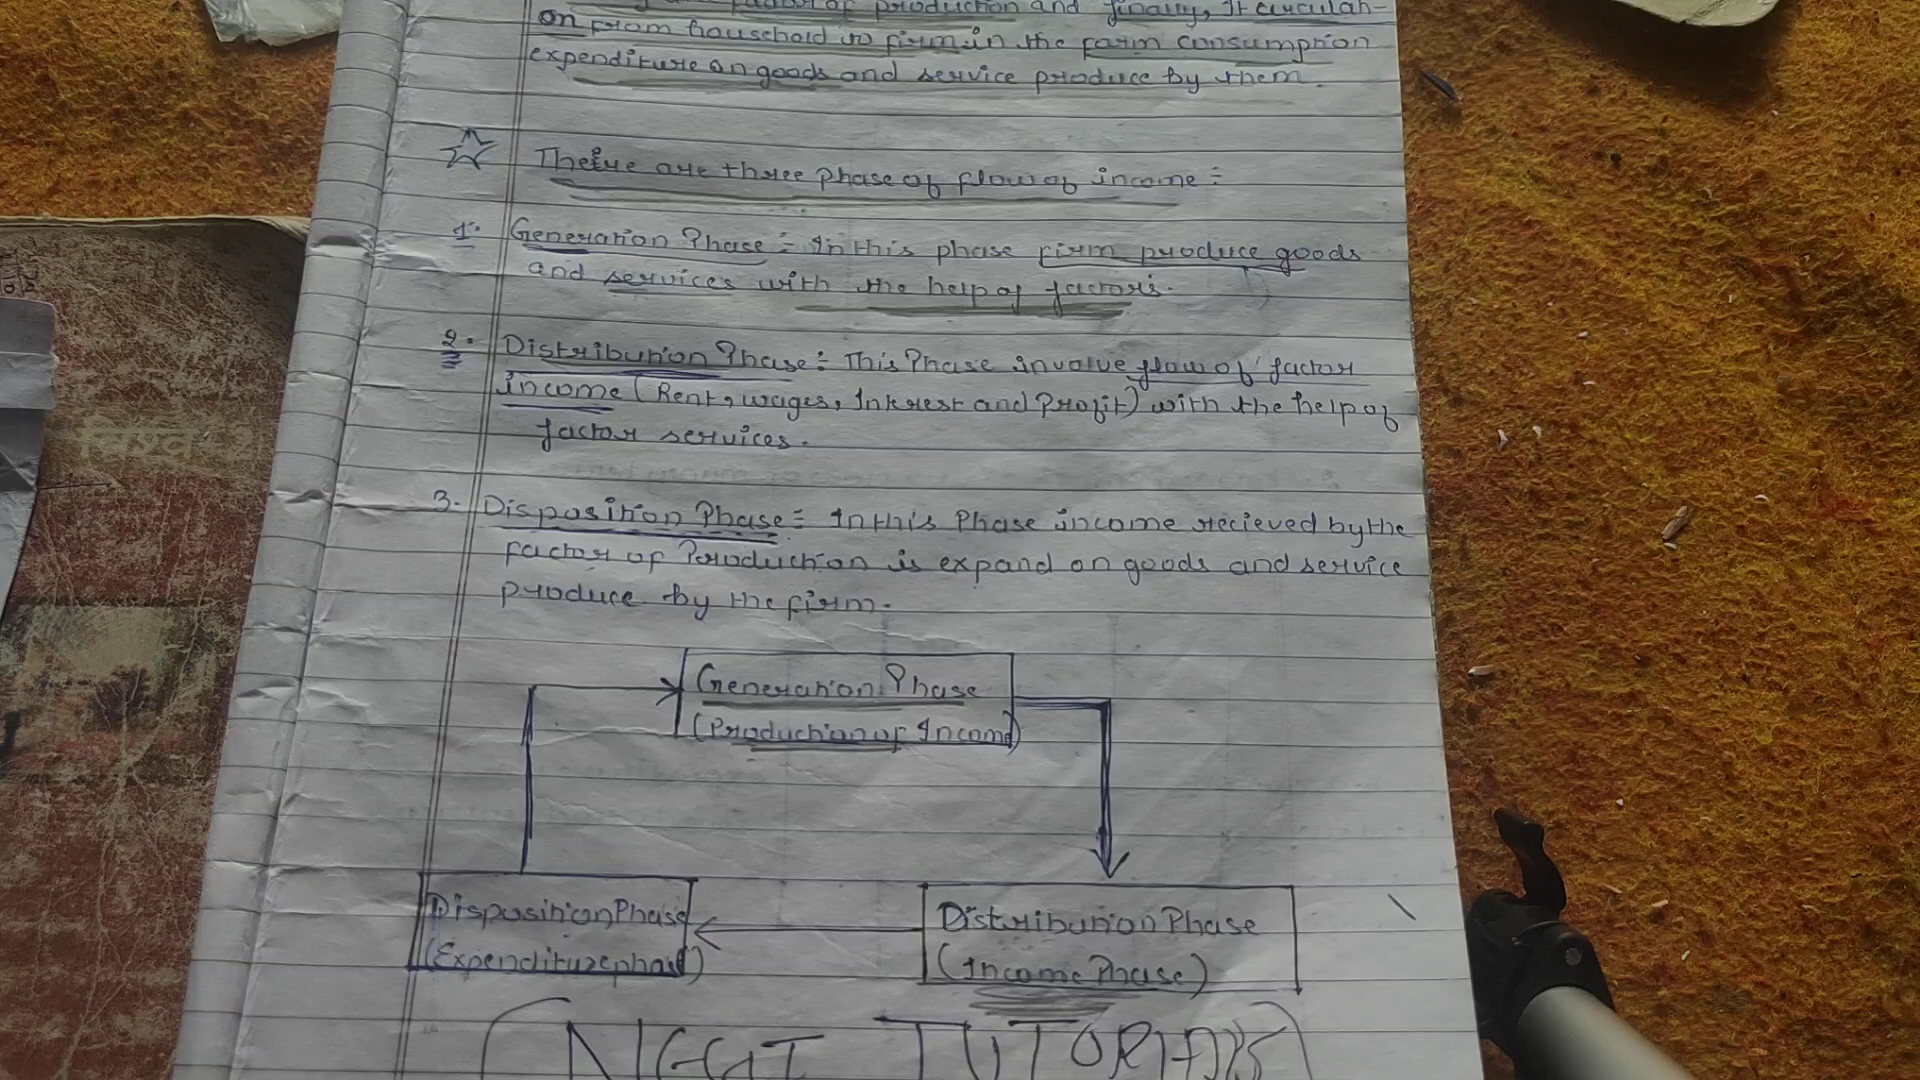 factor of production and finally, It circulati-
on from household to firm in the form consumption
expenditure on goods and service produce by them.
There are three phase of flow of income :-
1. Generation Phase :- In this phase firm produce goods
and services with the help of factors.
2. Distribution Phase :- This Phase involve flow of factor
income (Rent, wages, Interest and Profit) with the help of
factor services.
3. Disposition Phase :- In this Phase income recieved by the
factor of Production is expand on goods and service
produce by the firm.
Generation Phase
(Production of Income)
Disposition Phase
(Expenditure phase)
Distribution Phase
(Income Phase)
TUTORIALS
विश्व